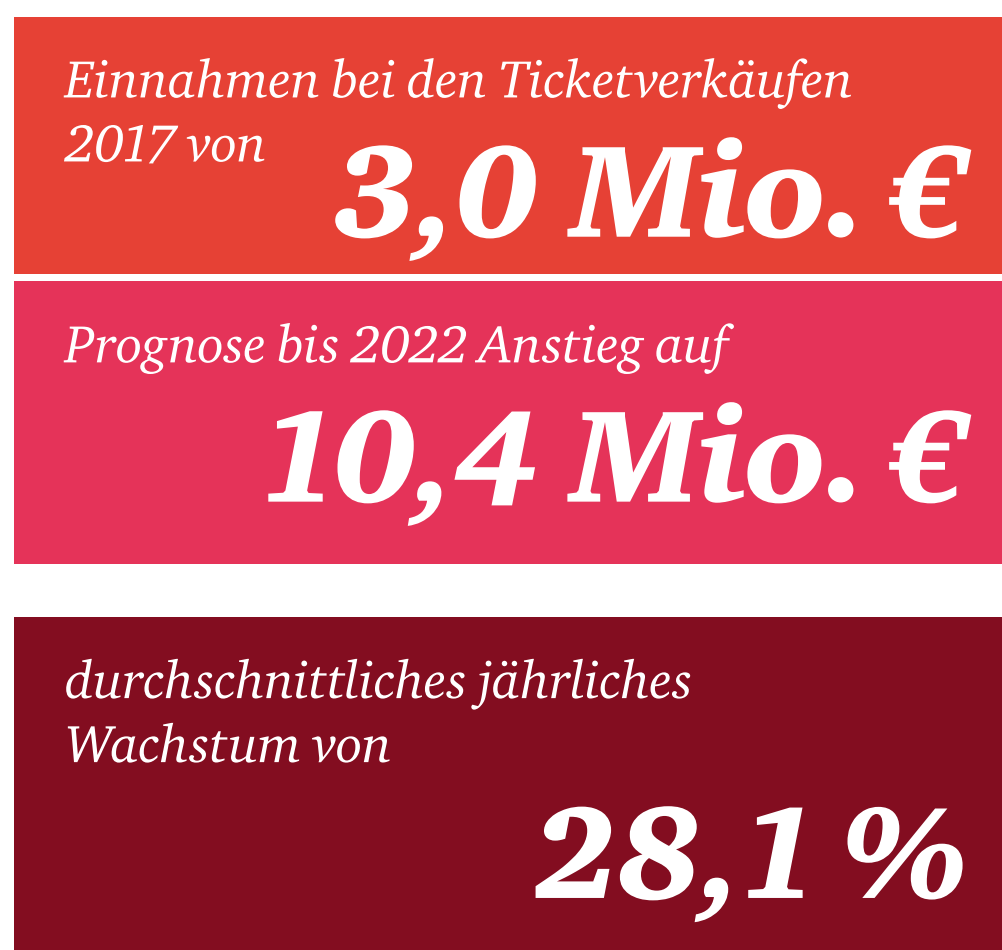 Einnahmen bei den Ticketverkäufen
2017 von
3,0 Mio. €
Prognose bis 2022 Anstieg auf
10,4 Mio. €
durchschnittliches jährliches
Wachstum von
28,1 %